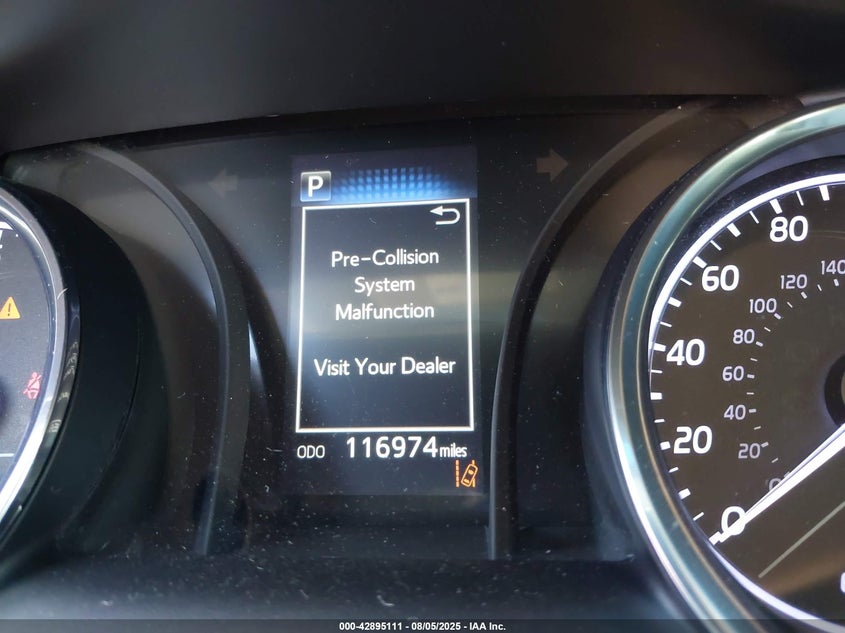 P
Pre-Collision
System
Malfunction
Visit Your Dealer
ODO 116974 miles
80
60
40
20
0
140
120
100
80
60
40
20
000-42895111 - 08/05/2025 - IAA Inc.